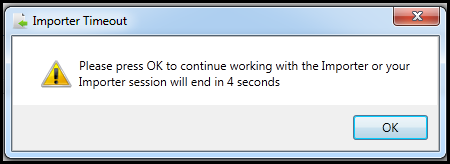 Importer Timeout
Please press OK to continue working with the Importer or your
Importer session will end in 4 seconds
OK